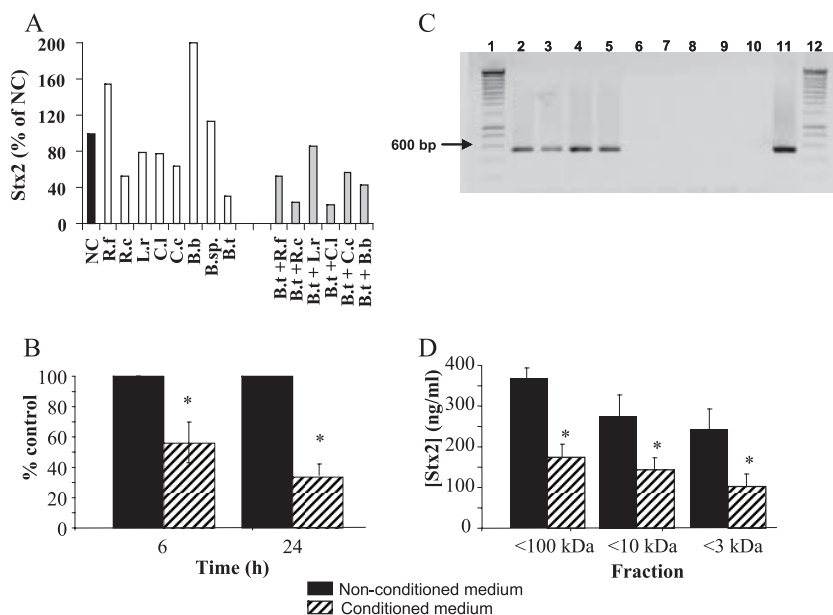 A
Stx2 (% of NC)
200
160
120
80
40
0
NC
R.f
R.c
L.r
C.l
C.c
B.b
B.sp.
B.t
B.t +R.f
B.t+R.c
B.t + L.r
B.t +C.l
B.t + C.c
B.t + B.b
B
% control
100
80
60
40
20
0
*
*
6
24
Time (h)
C
1 2 3 4 5 6 7 8 9 10 11 12
600 bp
D
[Stx2] (ng/ml)
400
300
200
100
0
*
*
*
<100 kDa
<10 kDa
<3 kDa
Fraction
Non-conditioned medium
Conditioned medium